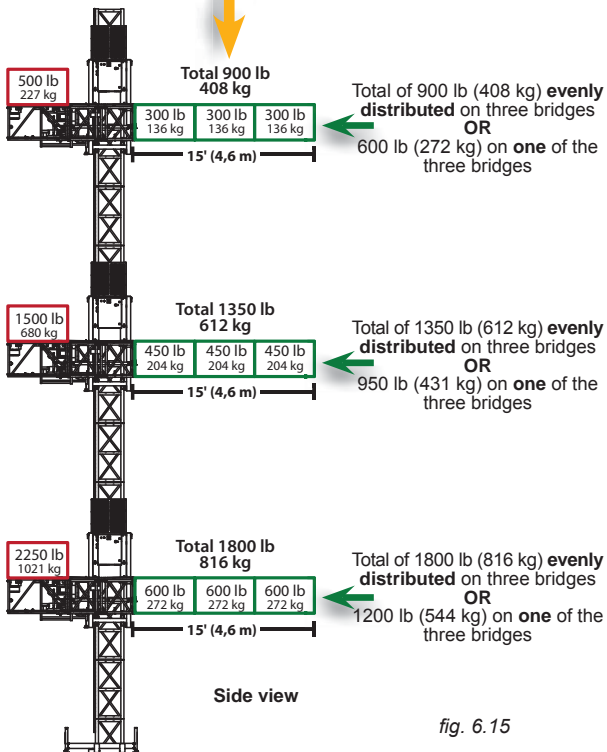 500 lb
227 kg
Total 900 lb
408 kg
300 lb
136 kg
300 lb
136 kg
300 lb
136 kg
15' (4,6 m)
Total of 900 lb (408 kg) evenly
distributed on three bridges
OR
600 lb (272 kg) on one of the
three bridges
1500 lb
680 kg
Total 1350 lb
612 kg
450 lb
204 kg
450 lb
204 kg
450 lb
204 kg
15' (4,6 m)
Total of 1350 lb (612 kg) evenly
distributed on three bridges
OR
950 lb (431 kg) on one of the
three bridges
2250 lb
1021 kg
Total 1800 lb
816 kg
600 lb
272 kg
600 lb
272 kg
600 lb
272 kg
15' (4,6 m)
Total of 1800 lb (816 kg) evenly
distributed on three bridges
OR
1200 lb (544 kg) on one of the
three bridges
Side view
fig. 6.15